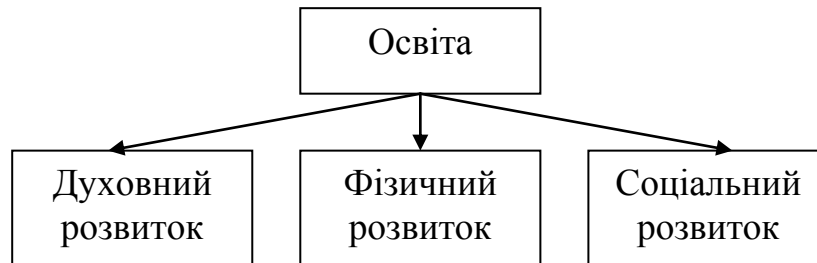 Освіта
Духовний
розвиток
Фізичний
розвиток
Соціальний
розвиток